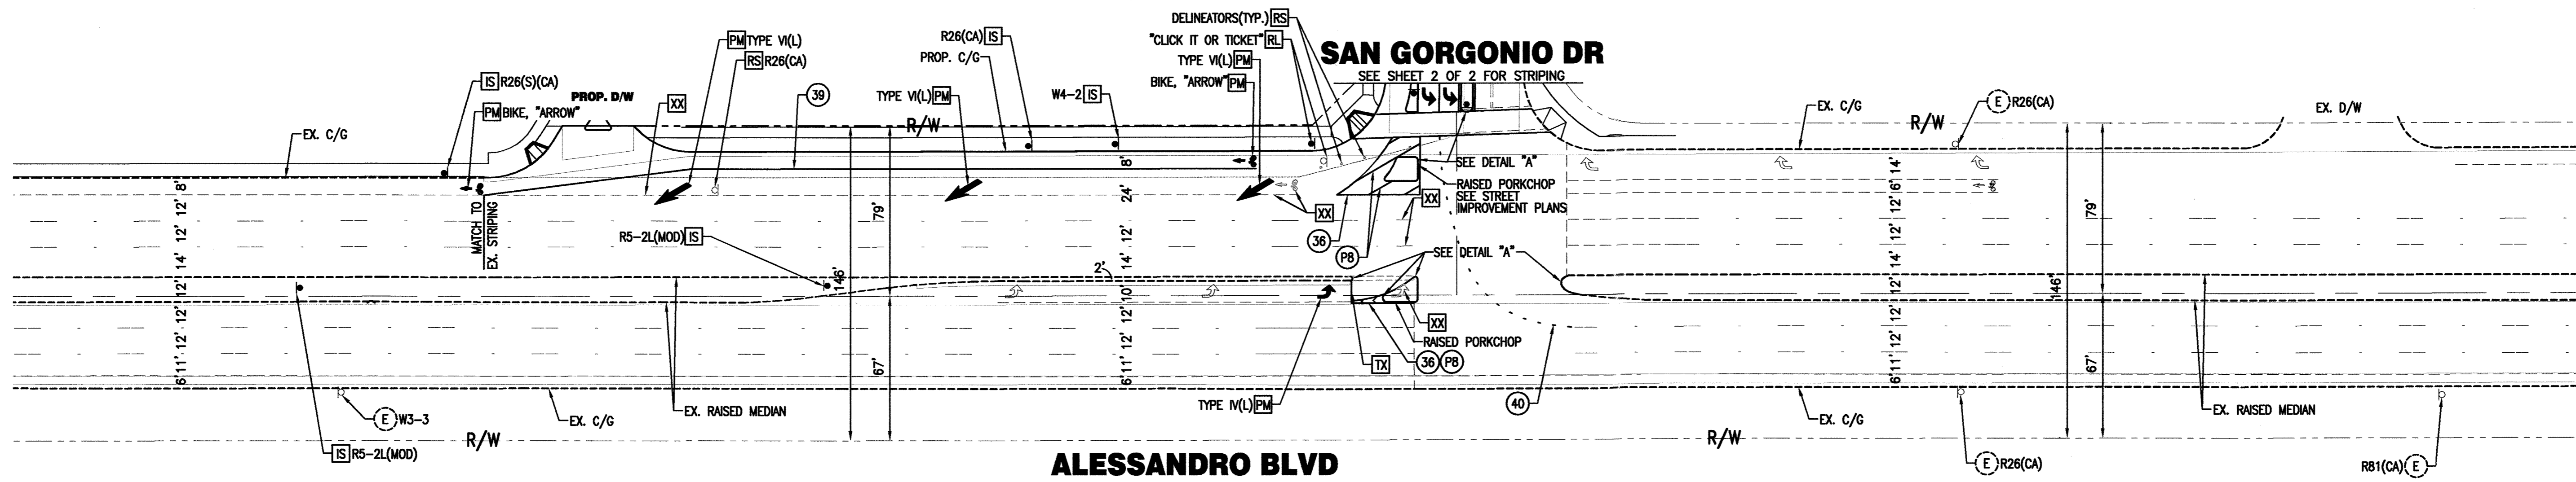 DELINEATORS(TYP.) RS
R26(CA) IS
"CLICK IT OR TICKET" RL
PM TYPE VI(L)
SAN GORGONIO DR
PROP. C/G
TYPE VI(L) PM
RS R26(CA)
SEE SHEET 2 OF 2 FOR STRIPING
IS R26(S)(CA)
BIKE, "ARROW" PM
PROP. D/W
XX
39
TYPE VI(L) PM
W4-2 IS
E R26(CA)
EX. C/G
EX. D/W
PM BIKE, "ARROW"
R/W
R/W
EX. C/G
SEE DETAIL "A"
RAISED PORKCHOP
SEE STREET
IMPROVEMENT PLANS
XX
XX
MATCH TO
EX. STRIPING
6' 11' 12' 12' 12' 14' 12' 12' 8'
79'
146'
67'
6' 11' 12' 12' 10' 14' 12' 24' 8'
2'
R5-2L(MOD) IS
36
P8
SEE DETAIL "A"
6' 11' 12' 12' 14' 12' 12' 6' 14'
79'
146'
67'
XX
RAISED PORKCHOP
TX
36 P8
40
TYPE IV(L) PM
EX. RAISED MEDIAN
EX. RAISED MEDIAN
E W3-3
EX. C/G
EX. C/G
R/W
R/W
IS R5-2L(MOD)
ALESSANDRO BLVD
E R26(CA)
R81(CA) E